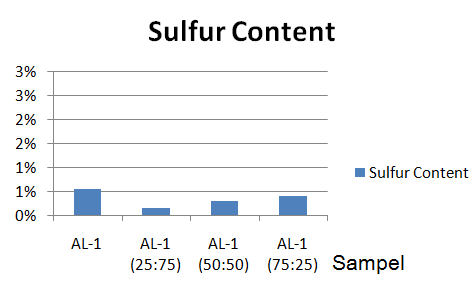 Sulfur Content
3%
3%
2%
2%
1%
1%
0%
AL-1
AL-1
(25:75)
AL-1
(50:50)
AL-1
(75:25)
Sampel
Sulfur Content